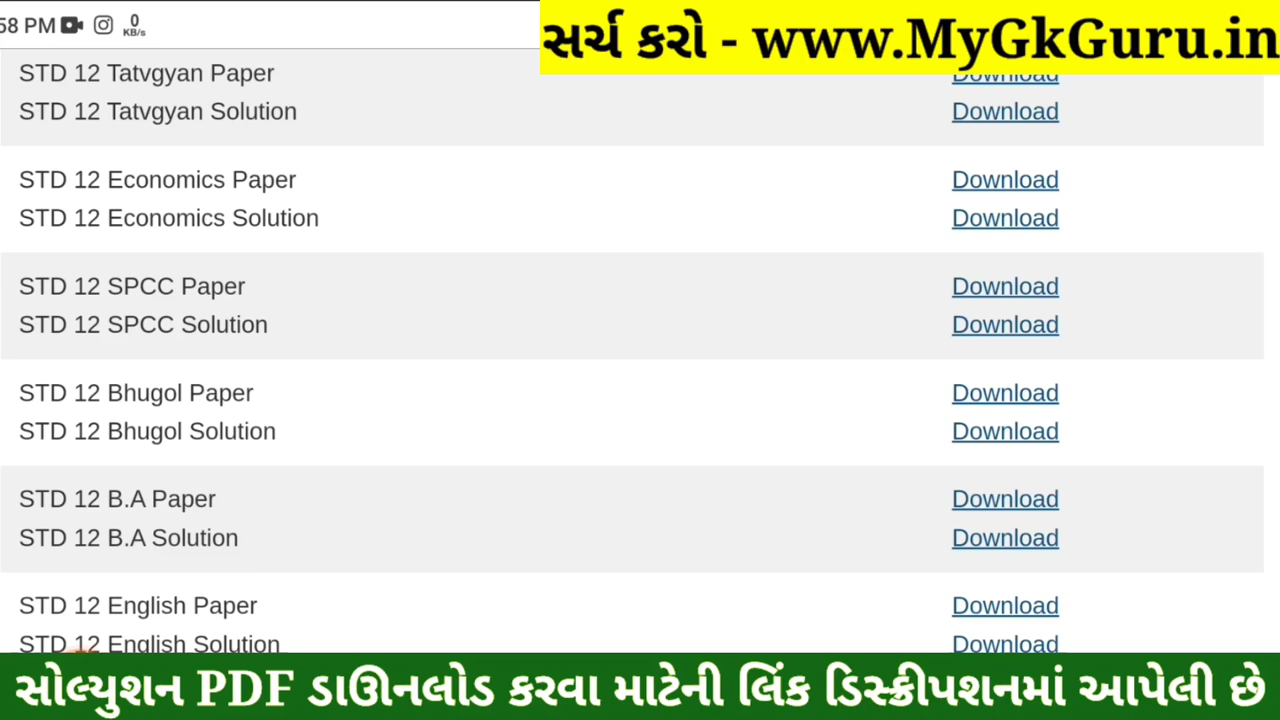 58 PM 0 KB/s
સર્ચ કરો - www.MyGkGuru.in
STD 12 Tatvgyan Paper Download
STD 12 Tatvgyan Solution Download
STD 12 Economics Paper Download
STD 12 Economics Solution Download
STD 12 SPCC Paper Download
STD 12 SPCC Solution Download
STD 12 Bhugol Paper Download
STD 12 Bhugol Solution Download
STD 12 B.A Paper Download
STD 12 B.A Solution Download
STD 12 English Paper Download
STD 12 English Solution Download
સોલ્યુશન PDF ડાઊનલોડ કરવા માટેની લિંક ડિસ્ક્રીપશનમાં આપેલી છે